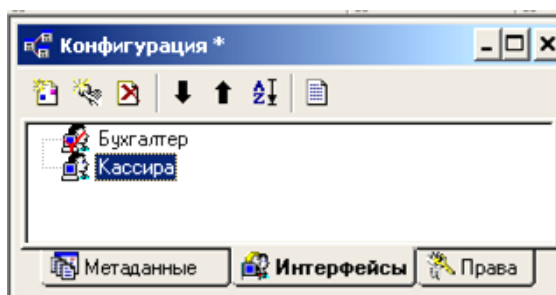 Конфигурация *
Бухгалтер
Кассира
Метаданные Интерфейсы Права